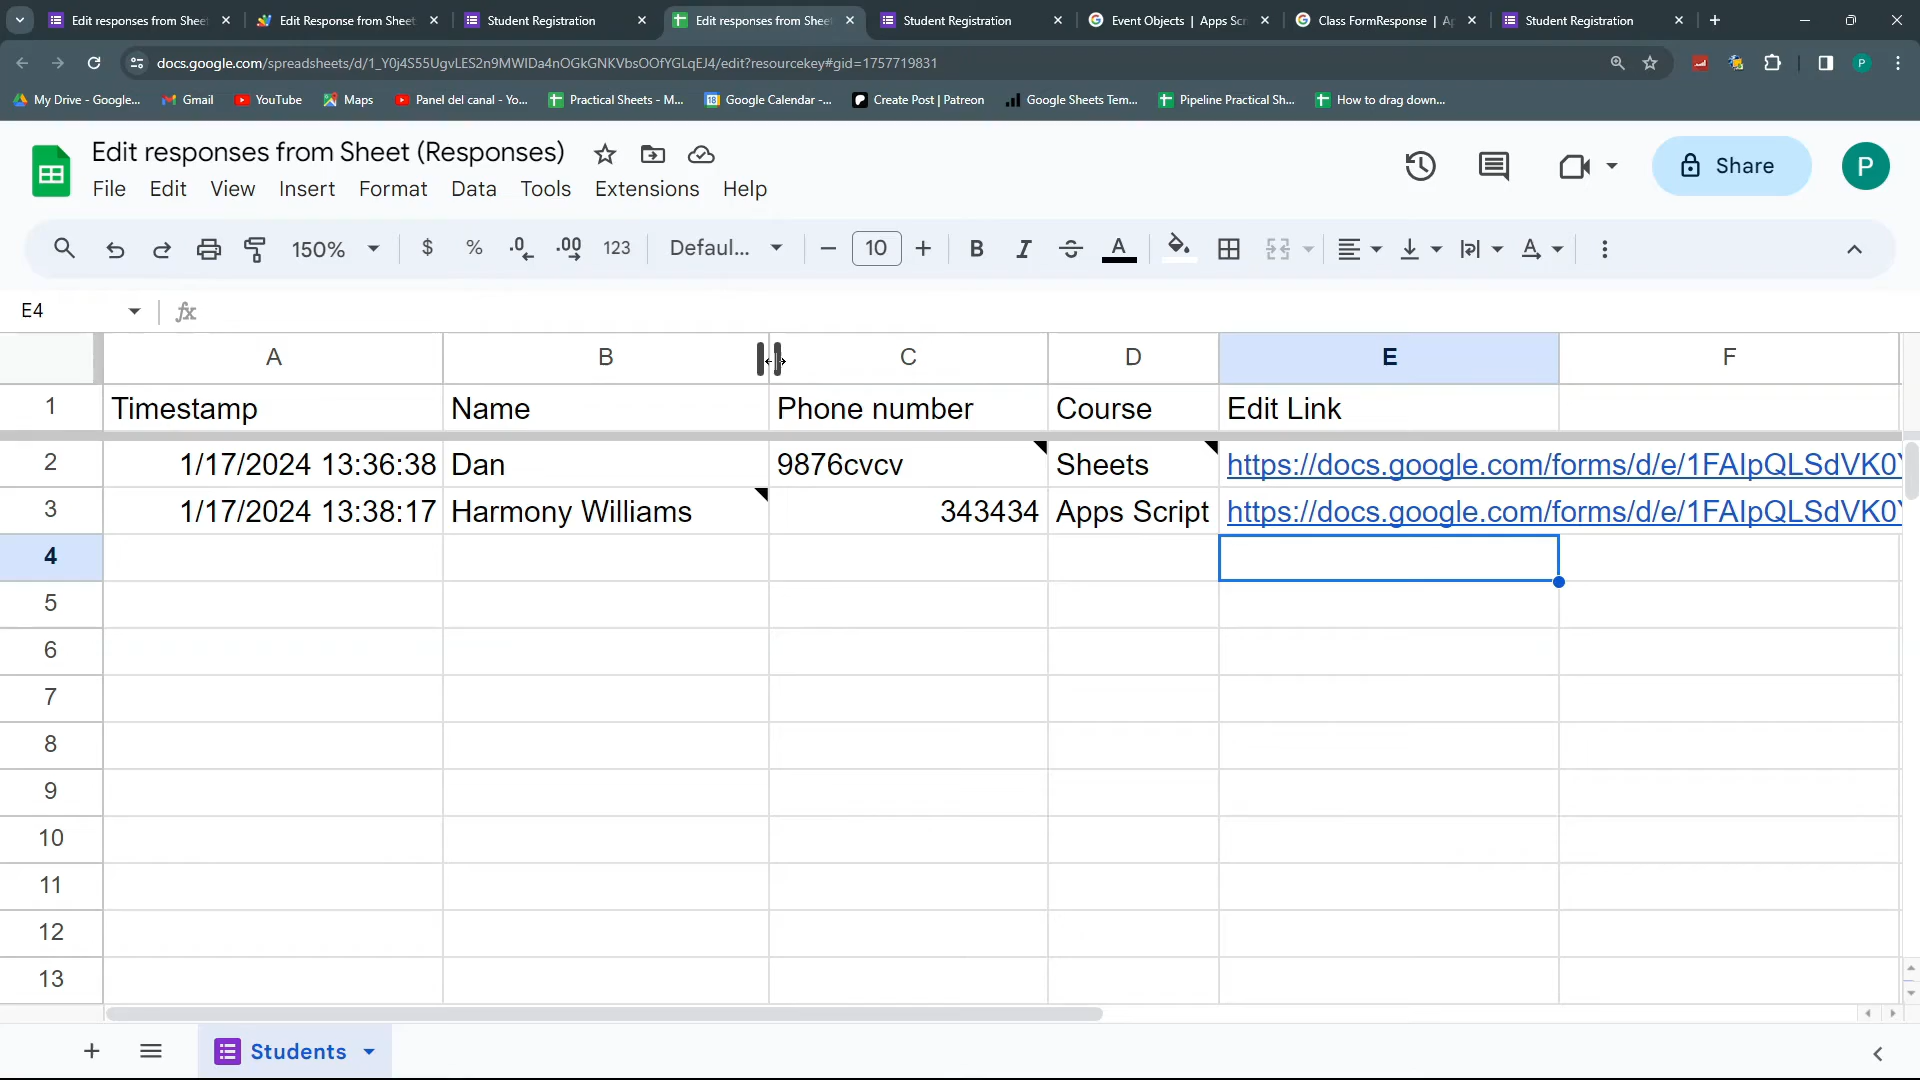 Edit responses from Sheet
Edit Response from Sheet
Student Registration
Edit responses from Sheet
Student Registration
Event Objects | Apps Scr
Class FormResponse | Ap
Student Registration
docs.google.com/spreadsheets/d/1_Y0j4S55UgvLES2n9MWIDa4nOGkGNKVbsOOfYGLqEJ4/edit?resourcekey#gid=1757719831
P
My Drive - Google...
Gmail
YouTube
Maps
Panel del canal - Yo...
Practical Sheets - M...
Google Calendar -...
Create Post | Patreon
Google Sheets Tem...
Pipeline Practical Sh...
How to drag down...
Edit responses from Sheet (Responses)
Share
P
File Edit View Insert Format Data Tools Extensions Help
150% $ % .0 .00 123 Defaul... 10 B I A A
E4 fx
A B C D E F
1 Timestamp Name Phone number Course Edit Link
2 1/17/2024 13:36:38 Dan 9876cvcv Sheets https://docs.google.com/forms/d/e/1FAIpQLSdVK0Y
3 1/17/2024 13:38:17 Harmony Williams 343434 Apps Script https://docs.google.com/forms/d/e/1FAIpQLSdVK0Y
4
5
6
7
8
9
10
11
12
13
Students